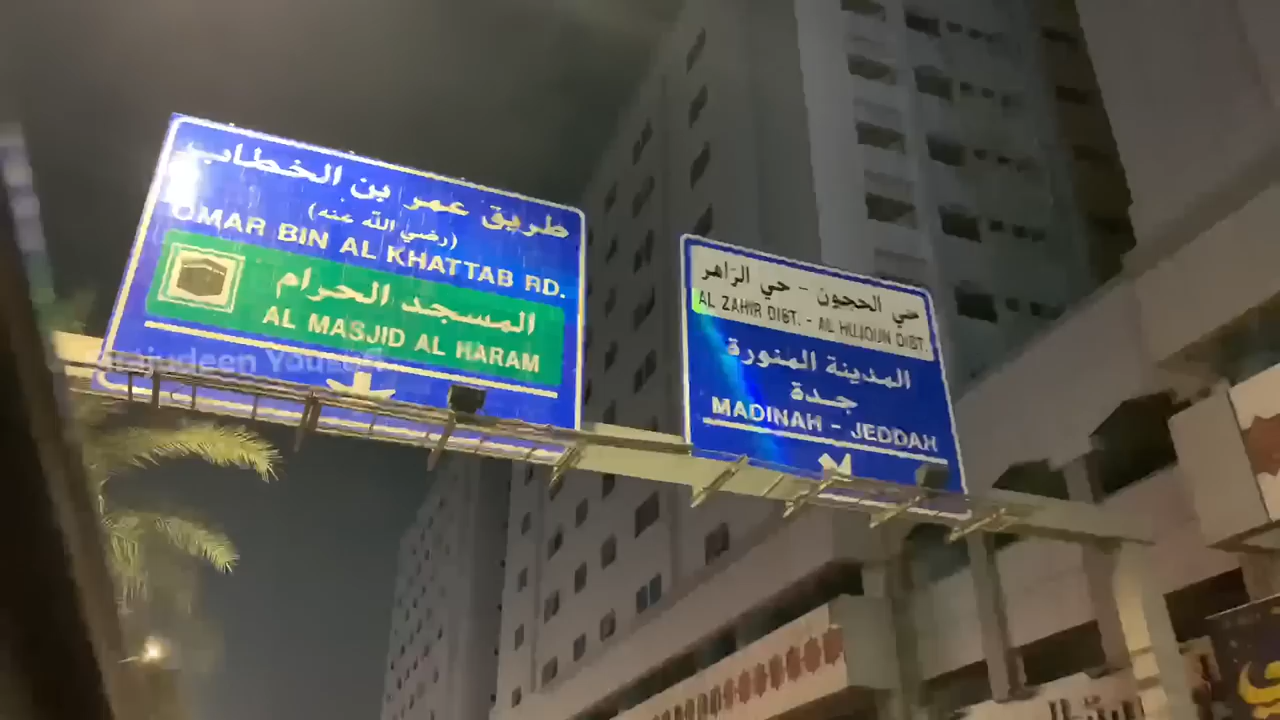 طريق عمر بن الخطاب
(رضي الله عنه)
OMAR BIN AL KHATTAB RD.
المسجد الحرام
AL MASJID AL HARAM
حي الحجون - حي الزاهر
AL ZAHIR DIST. - AL HUJOUN DIST.
المدينة المنورة
جدة
MADINAH - JEDDAH